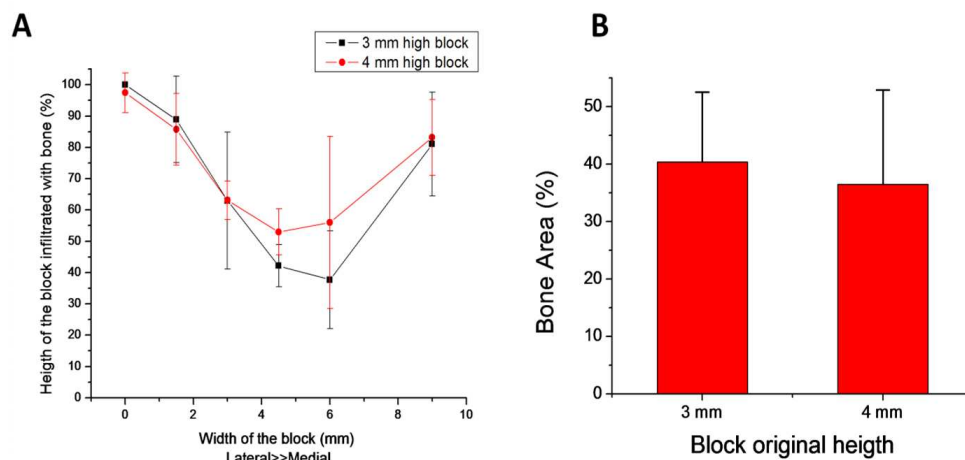 A
3 mm high block
4 mm high block
Heigth of the block infiltrated with bone (%)
100
90
80
70
60
50
40
30
20
10
0
0 2 4 6 8 10
Width of the block (mm)
Lateral>>Medial
B
Bone Area (%)
50
40
30
20
10
0
3 mm 4 mm
Block original heigth